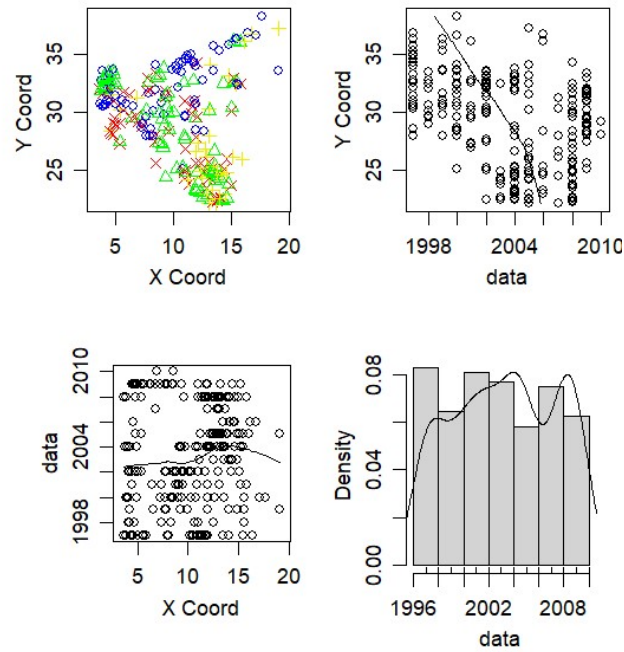 35
30
25
Y Coord
5 10 15 20
X Coord
35
30
25
Y Coord
1998 2004 2010
data
2010
2004
1998
data
5 10 15 20
X Coord
0.08
0.04
0.00
Density
1996 2002 2008
data